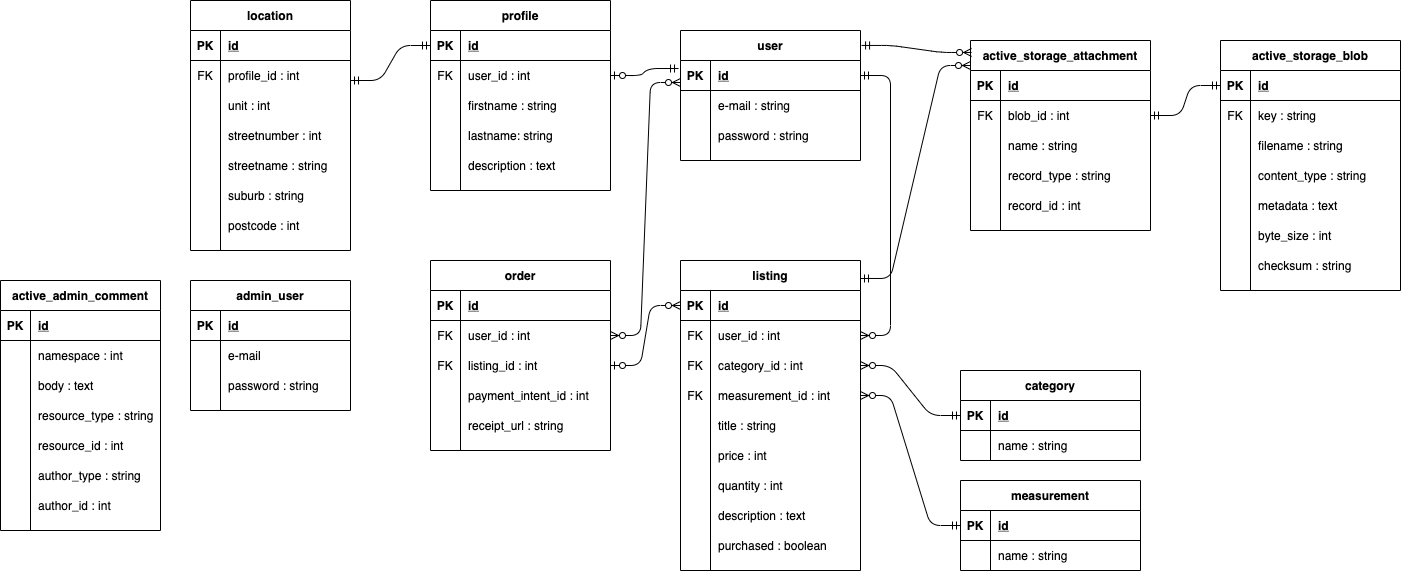 location
PK id
FK profile_id : int
unit : int
streetnumber : int
streetname : string
suburb : string
postcode : int
profile
PK id
FK user_id : int
firstname : string
lastname: string
description : text
user
PK id
e-mail : string
password : string
active_storage_attachment
PK id
FK blob_id : int
name : string
record_type : string
record_id : int
active_storage_blob
PK id
FK key : string
filename : string
content_type : string
metadata : text
byte_size : int
checksum : string
active_admin_comment
PK id
namespace : int
body : text
resource_type : string
resource_id : int
author_type : string
author_id : int
admin_user
PK id
e-mail
password : string
order
PK id
FK user_id : int
FK listing_id : int
payment_intent_id : int
receipt_url : string
listing
PK id
FK user_id : int
FK category_id : int
FK measurement_id : int
title : string
price : int
quantity : int
description : text
purchased : boolean
category
PK id
name : string
measurement
PK id
name : string